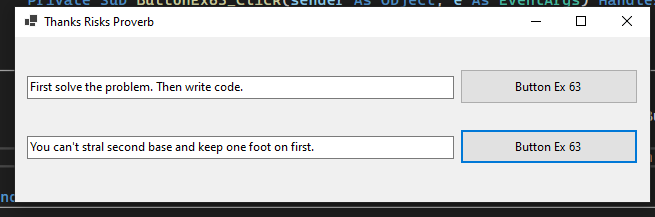 Private Sub ButtonEx63_Click(sender As Object, e As EventArgs) Handles
Thanks Risks Proverb
First solve the problem. Then write code.
Button Ex 63
You can't stral second base and keep one foot on first.
Button Ex 63